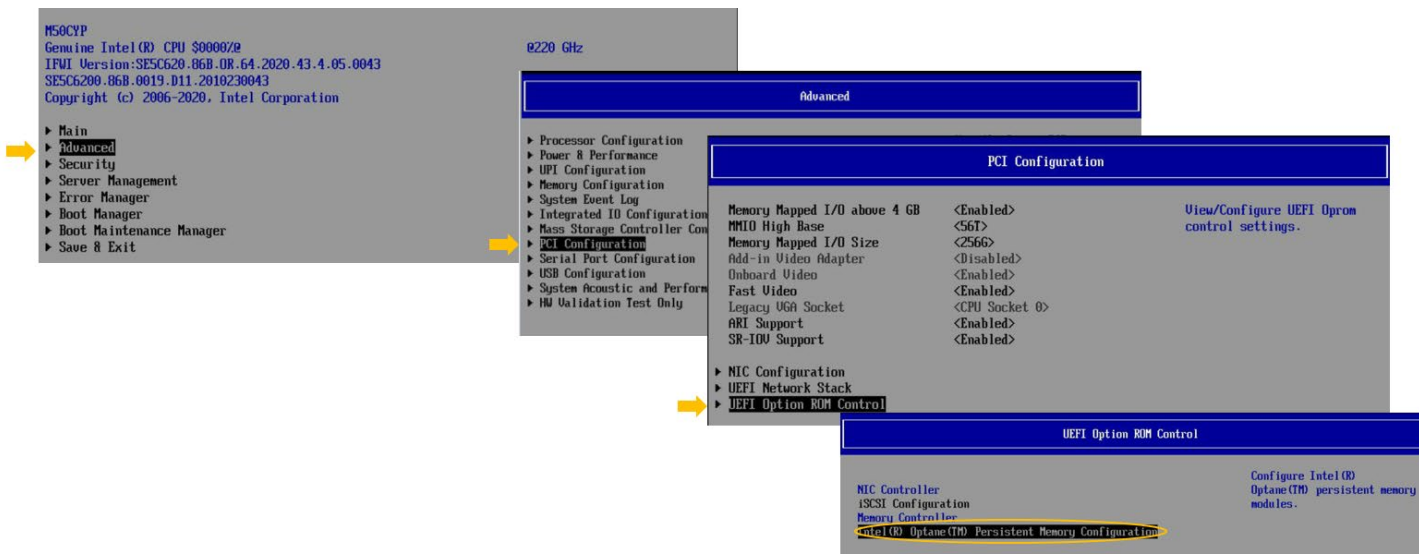 M50CYP
Genuine Intel(R) CPU $0000%@ @220 GHz
IFWI Version:SE5C620.86B.OR.64.2020.43.4.05.0043
SE5C6200.86B.0019.D11.2010230043
Copyright (c) 2006-2020, Intel Corporation
▶ Main
▶ Advanced
▶ Security
▶ Server Management
▶ Error Manager
▶ Boot Manager
▶ Boot Maintenance Manager
▶ Save & Exit
Advanced
▶ Processor Configuration
▶ Power & Performance
▶ UPI Configuration
▶ Memory Configuration
▶ System Event Log
▶ Integrated IO Configuration
▶ Mass Storage Controller Con
▶ PCI Configuration
▶ Serial Port Configuration
▶ USB Configuration
▶ System Acoustic and Perform
▶ HW Validation Test Only
PCI Configuration
Memory Mapped I/O above 4 GB <Enabled>
MMIO High Base <56T>
Memory Mapped I/O Size <256G>
Add-in Video Adapter <Disabled>
Onboard Video <Enabled>
Fast Video <Enabled>
Legacy VGA Socket <CPU Socket 0>
ARI Support <Enabled>
SR-IOV Support <Enabled>
▶ NIC Configuration
▶ UEFI Network Stack
▶ UEFI Option ROM Control
View/Configure UEFI Oprom
control settings.
UEFI Option ROM Control
NIC Controller
iSCSI Configuration
Memory Controller
Intel(R) Optane(TM) Persistent Memory Configuration
Configure Intel(R)
Optane(TM) persistent memory
modules.